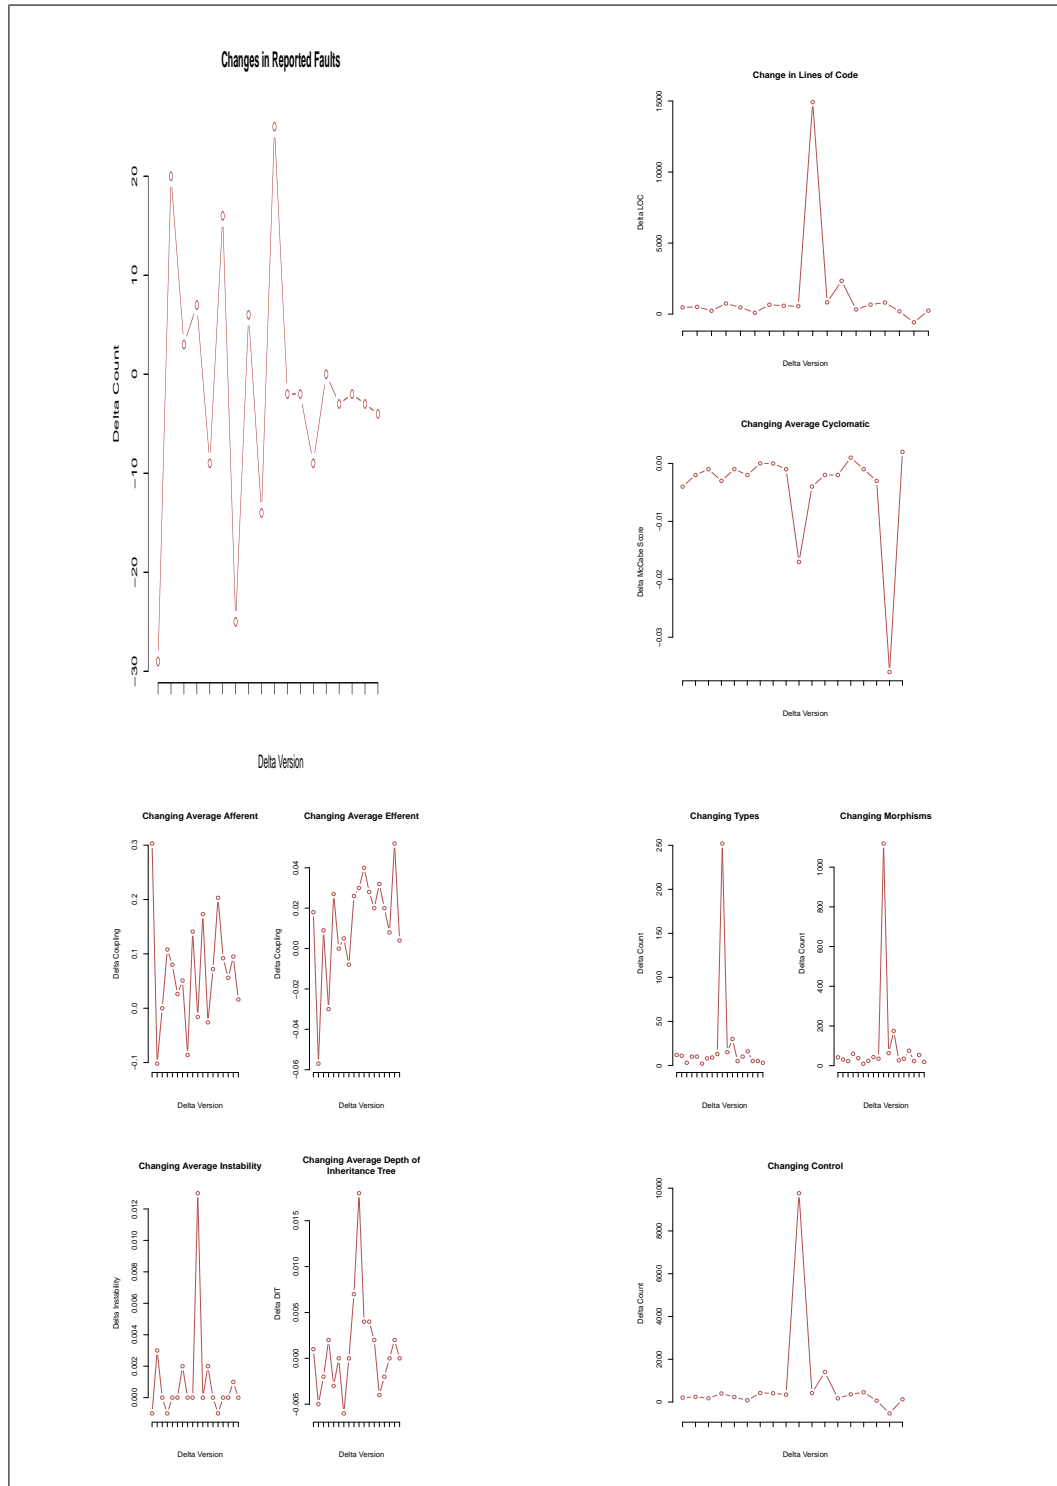 Changes in Reported Faults
Delta Count
20
10
0
−10
−20
−30
Delta Version
Change in Lines of Code
Delta LOC
15000
10000
5000
0
Delta Version
Changing Average Cyclomatic
Delta McCabe Score
0.00
−0.01
−0.02
−0.03
Delta Version
Changing Average Afferent
Delta Coupling
0.3
0.2
0.1
0.0
−0.1
Delta Version
Changing Average Efferent
Delta Coupling
0.04
0.02
0.00
−0.02
−0.04
−0.06
Delta Version
Changing Types
Delta Count
250
200
150
100
50
0
Delta Version
Changing Morphisms
Delta Count
1000
800
600
400
200
0
Delta Version
Changing Average Instability
Delta Instability
0.012
0.010
0.008
0.006
0.004
0.002
0.000
Delta Version
Changing Average Depth of
Inheritance Tree
Delta DIT
0.015
0.010
0.005
0.000
−0.005
Delta Version
Changing Control
Delta Count
10000
8000
6000
4000
2000
0
Delta Version